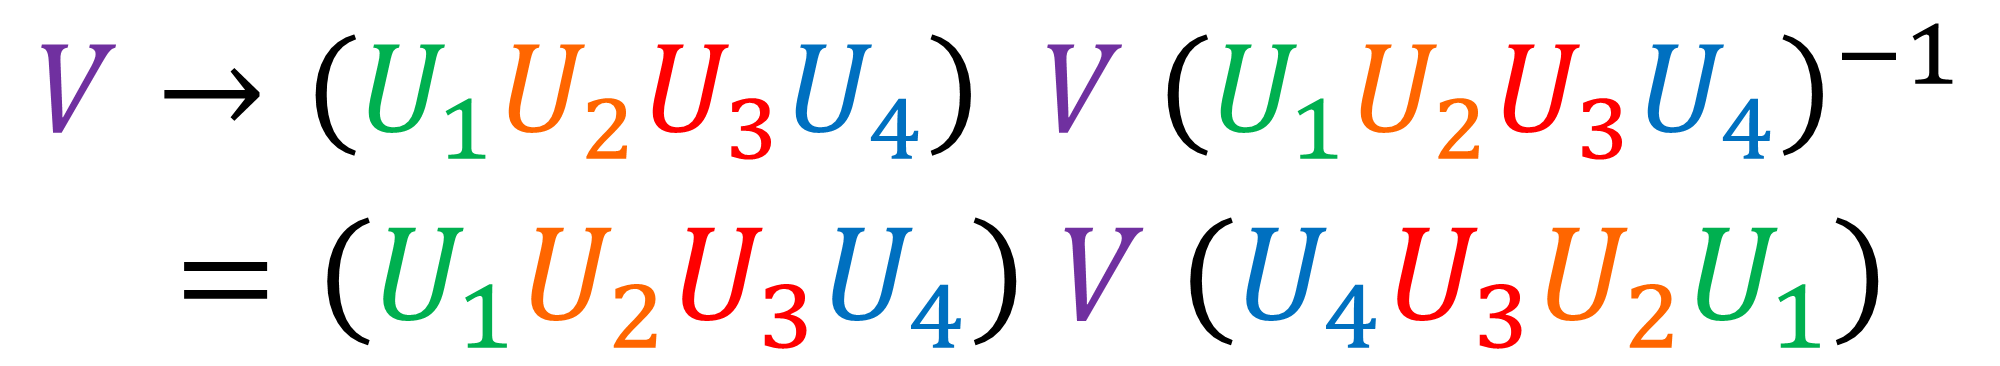 V → (U₁U₂U₃U₄) V (U₁U₂U₃U₄)⁻¹
= (U₁U₂U₃U₄) V (U₄U₃U₂U₁)